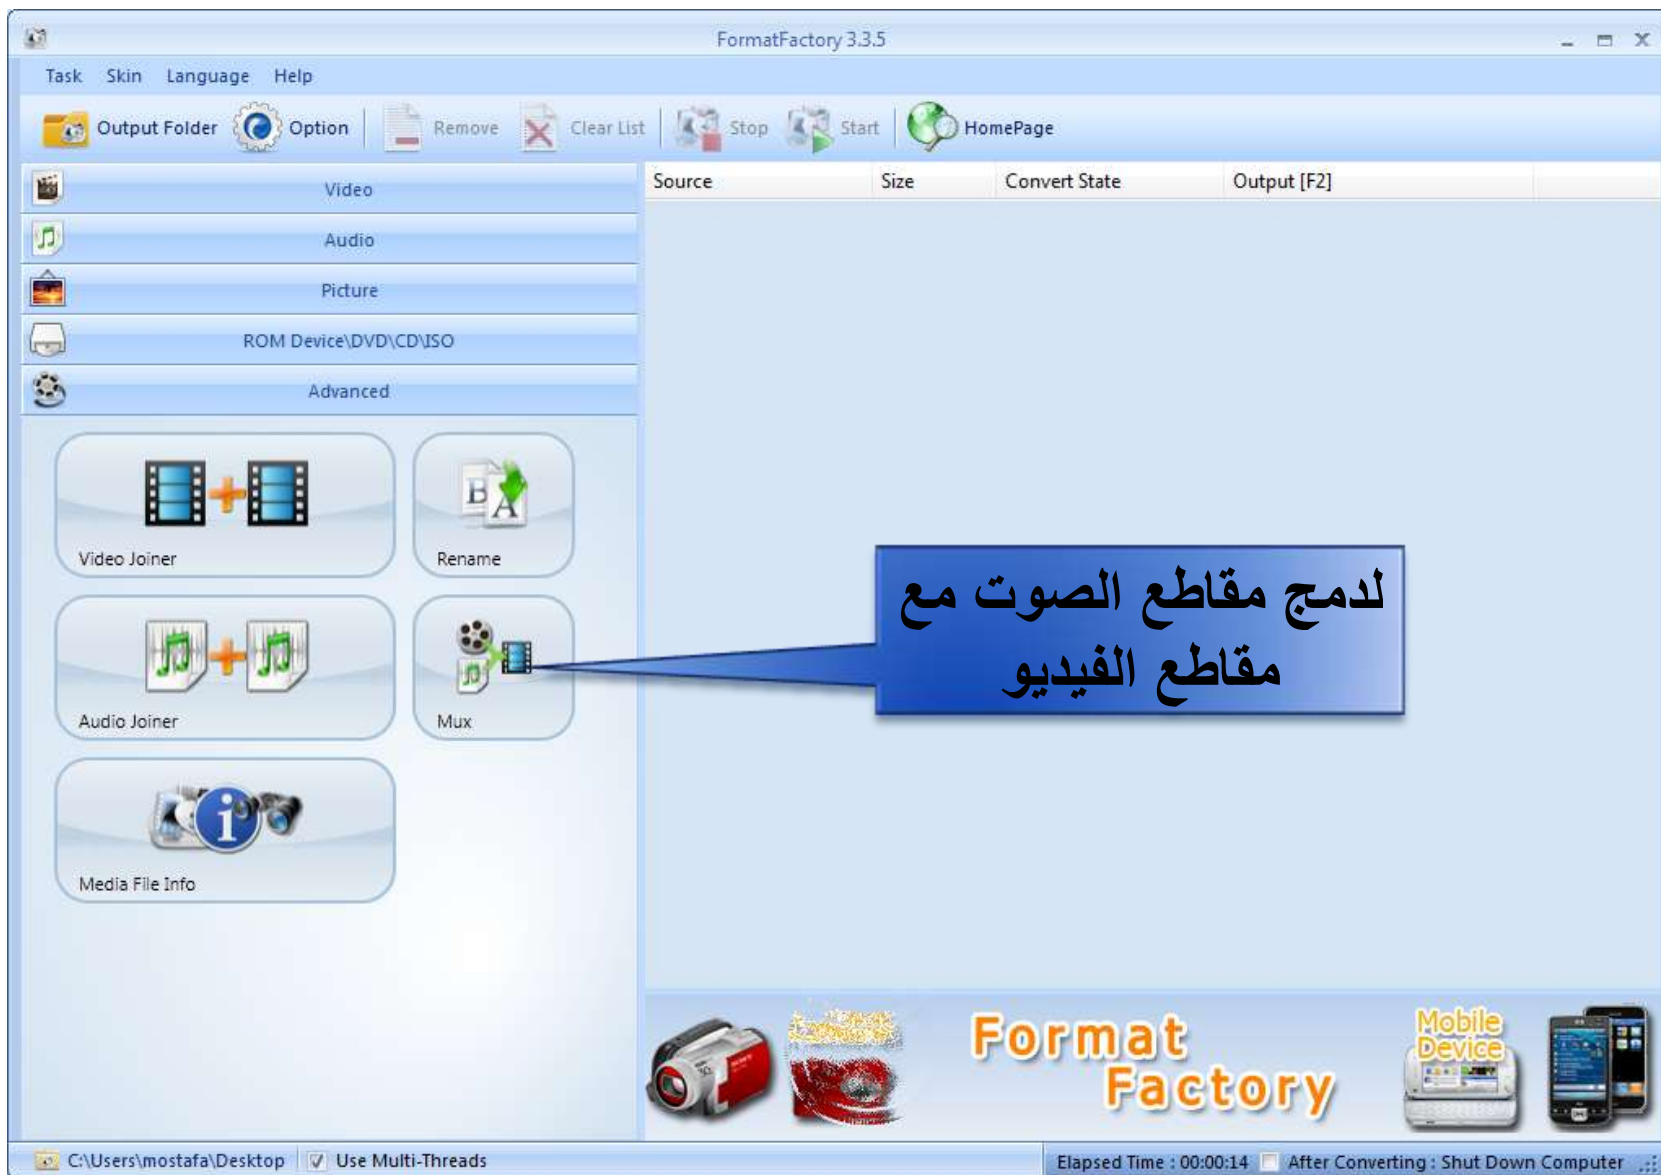 FormatFactory 3.3.5
Task Skin Language Help
Output Folder Option Remove Clear List Stop Start HomePage
Video
Audio
Picture
ROM Device\DVD\CD\ISO
Advanced
Source Size Convert State Output [F2]
Video Joiner
Rename
Audio Joiner
Mux
Media File Info
لدمج مقاطع الصوت مع
مقاطع الفيديو
Format
Factory
Mobile
Device
C:\Users\mostafa\Desktop Use Multi-Threads Elapsed Time : 00:00:14 After Converting : Shut Down Computer